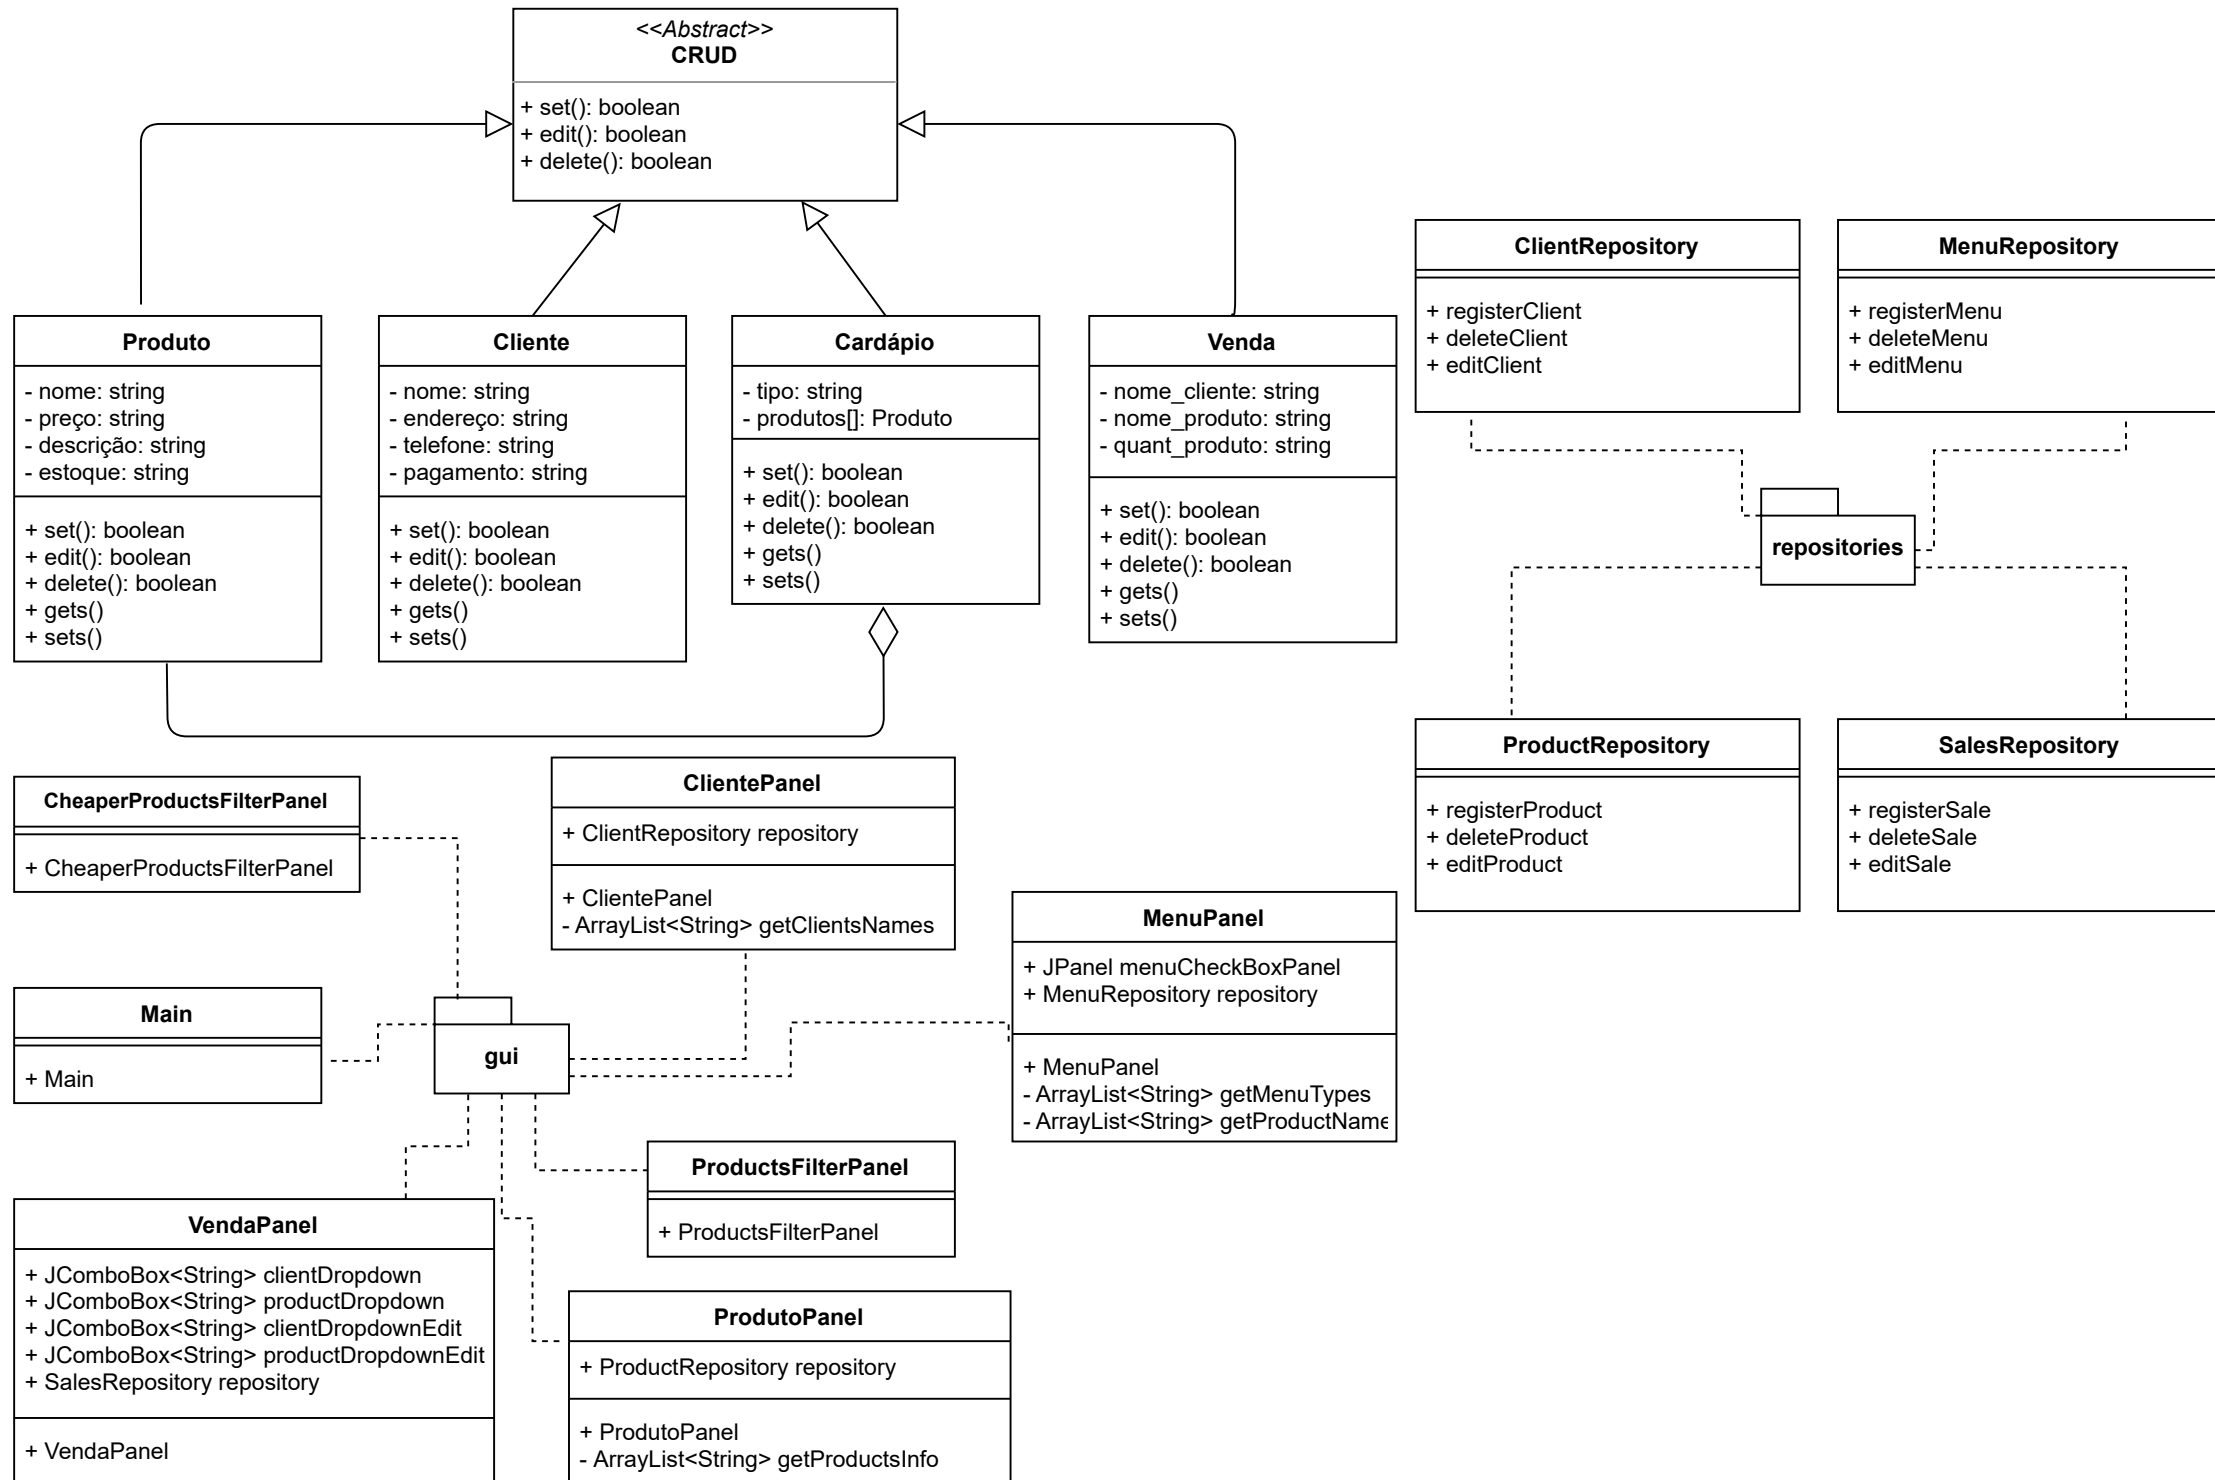 <<Abstract>>
CRUD
+ set(): boolean
+ edit(): boolean
+ delete(): boolean
Produto
- nome: string
- preço: string
- descrição: string
- estoque: string
+ set(): boolean
+ edit(): boolean
+ delete(): boolean
+ gets()
+ sets()
Cliente
- nome: string
- endereço: string
- telefone: string
- pagamento: string
+ set(): boolean
+ edit(): boolean
+ delete(): boolean
+ gets()
+ sets()
Cardápio
- tipo: string
- produtos[]: Produto
+ set(): boolean
+ edit(): boolean
+ delete(): boolean
+ gets()
+ sets()
Venda
- nome_cliente: string
- nome_produto: string
- quant_produto: string
+ set(): boolean
+ edit(): boolean
+ delete(): boolean
+ gets()
+ sets()
ClientRepository
+ registerClient
+ deleteClient
+ editClient
MenuRepository
+ registerMenu
+ deleteMenu
+ editMenu
repositories
ProductRepository
+ registerProduct
+ deleteProduct
+ editProduct
SalesRepository
+ registerSale
+ deleteSale
+ editSale
CheaperProductsFilterPanel
+ CheaperProductsFilterPanel
ClientePanel
+ ClientRepository repository
+ ClientePanel
- ArrayList<String> getClientsNames
MenuPanel
+ JPanel menuCheckBoxPanel
+ MenuRepository repository
+ MenuPanel
- ArrayList<String> getMenuTypes
- ArrayList<String> getProductName
Main
+ Main
gui
ProductsFilterPanel
+ ProductsFilterPanel
VendaPanel
+ JComboBox<String> clientDropdown
+ JComboBox<String> productDropdown
+ JComboBox<String> clientDropdownEdit
+ JComboBox<String> productDropdownEdit
+ SalesRepository repository
+ VendaPanel
ProdutoPanel
+ ProductRepository repository
+ ProdutoPanel
- ArrayList<String> getProductsInfo